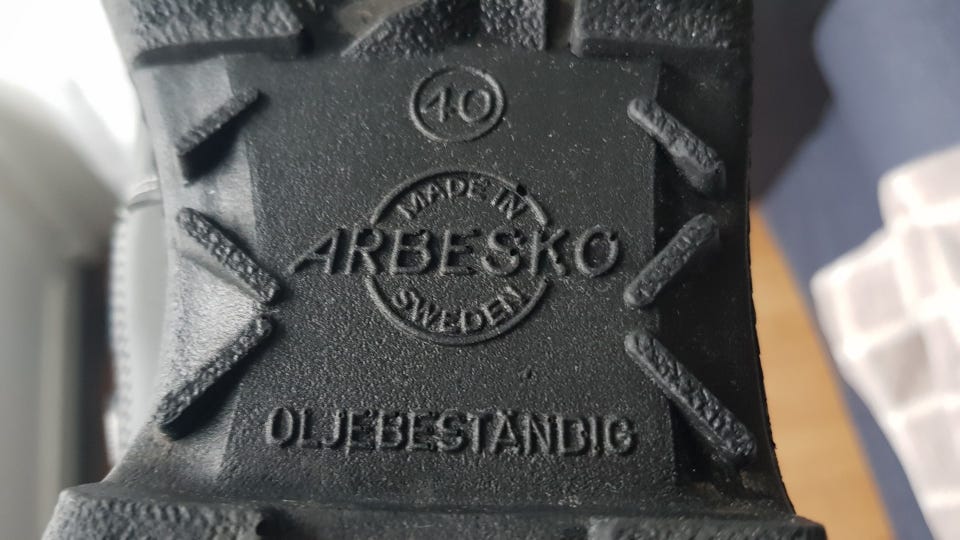 40
MADE IN
ARBESKO
SWEDEN
OLJEBESTÄNDIG